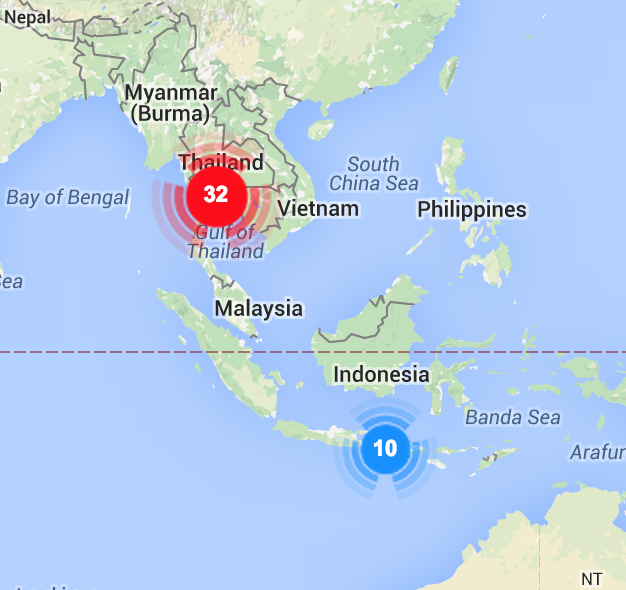 Nepal
Myanmar
(Burma)
Thailand
32
South
China Sea
Bay of Bengal
Vietnam
Philippines
Gulf of
Thailand
Malaysia
Indonesia
Banda Sea
10
Arafur
NT